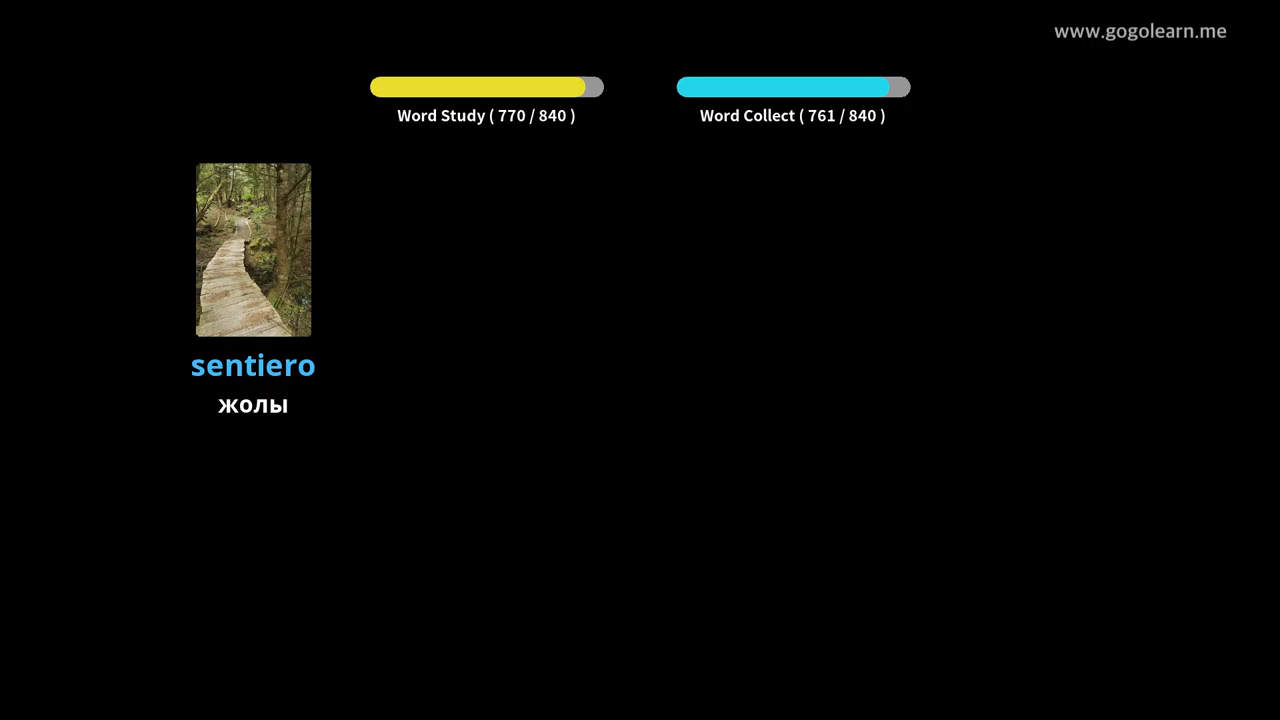 www.gogolearn.me
Word Study ( 770 / 840 )
Word Collect ( 761 / 840 )
sentiero
жолы